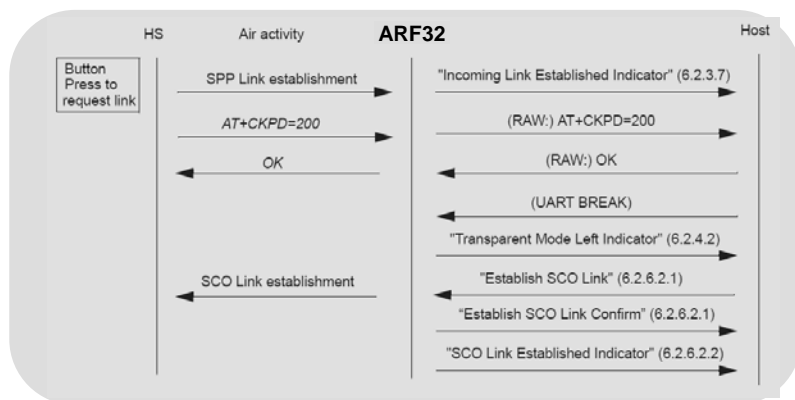 HS Air activity ARF32 Host
Button
Press to
request link
SPP Link establishment "Incoming Link Established Indicator" (6.2.3.7)
AT+CKPD=200 (RAW:) AT+CKPD=200
OK (RAW:) OK
(UART BREAK)
"Transparent Mode Left Indicator" (6.2.4.2)
SCO Link establishment "Establish SCO Link" (6.2.6.2.1)
"Establish SCO Link Confirm" (6.2.6.2.1)
"SCO Link Established Indicator" (6.2.6.2.2)